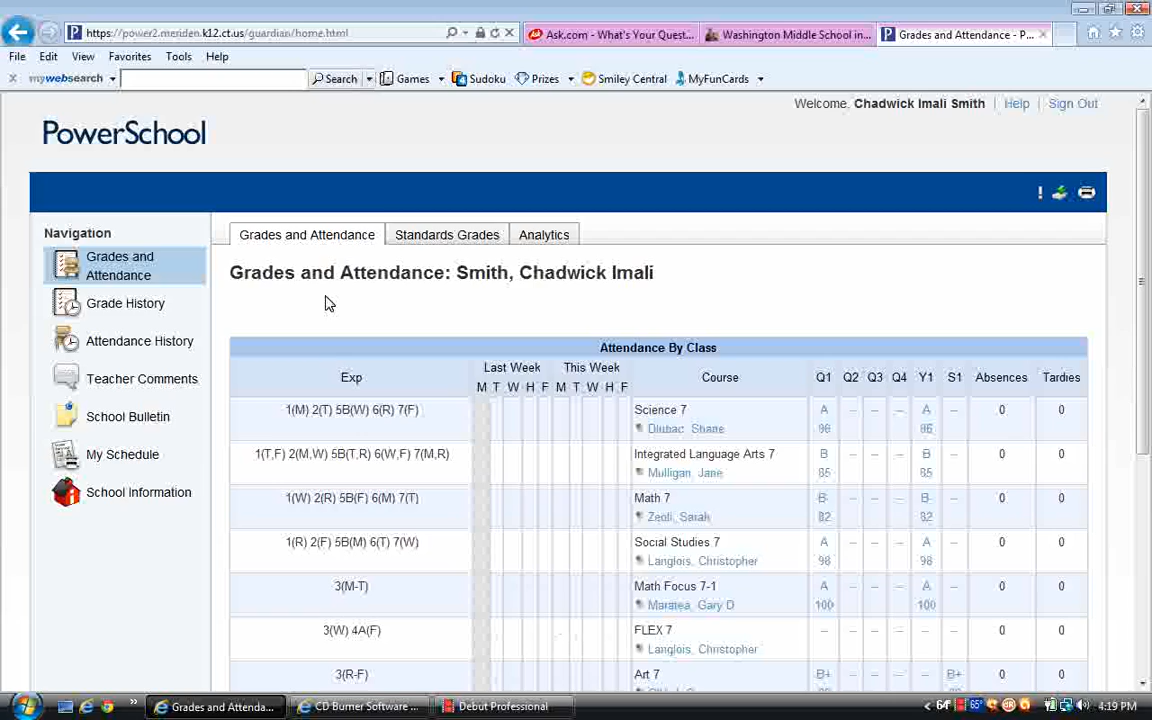 https://power2.meriden.k12.ct.us/guardian/home.html
Ask.com - What's Your Quest...
Washington Middle School in...
Grades and Attendance - P...
File Edit View Favorites Tools Help
mywebsearch Search Games Sudoku Prizes Smiley Central MyFunCards
Welcome, Chadwick Imali Smith Help Sign Out
PowerSchool
Navigation
Grades and
Attendance
Grade History
Attendance History
Teacher Comments
School Bulletin
My Schedule
School Information
Grades and Attendance Standards Grades Analytics
Grades and Attendance: Smith, Chadwick Imali
Attendance By Class
Last Week This Week
Exp M T W H F M T W H F Course Q1 Q2 Q3 Q4 Y1 S1 Absences Tardies
1(M) 2(T) 5B(W) 6(R) 7(F) Science 7 A -- -- -- A -- 0 0
Shane
1(T,F) 2(M,W) 5B(T,R) 6(W,F) 7(M,R) Integrated Language Arts 7 B -- -- -- B -- 0 0
Mulligan, Jane 85 85
1(W) 2(R) 5B(F) 6(M) 7(T) Math 7 B- -- -- -- B- -- 0 0
Zeoli, Sarah 82 82
1(R) 2(F) 5B(M) 6(T) 7(W) Social Studies 7 A -- -- -- A -- 0 0
Langlois, Christopher 98 98
3(M-T) Math Focus 7-1 A -- -- -- A -- 0 0
Maratea, Gary D 100 100
3(W) 4A(F) FLEX 7 -- -- -- -- -- -- 0 0
Langlois, Christopher
3(R-F) Art 7 B+ -- -- -- B+ 0 0
Grades and Attenda...
CD Burner Software ...
Debut Professional
64°
65°
4:19 PM